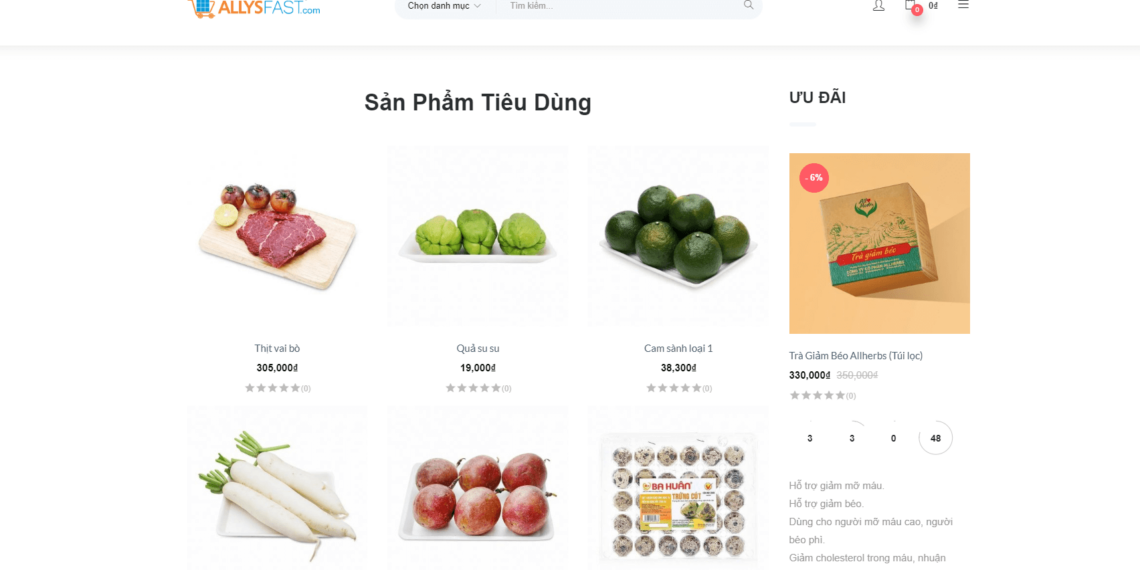 ALLYSFAST.com
Chọn danh mục
Tìm kiếm...
0
0₫
Sản Phẩm Tiêu Dùng
ƯU ĐÃI
- 6%
Trà giảm béo
Thịt vai bò
305,000₫
(0)
Quả su su
19,000₫
(0)
Cam sành loại 1
38,300₫
(0)
Trà Giảm Béo Allherbs (Túi lọc)
330,000₫ 350,000₫
(0)
3
3
0
48
BA HUÂN
TRỨNG CÚT
Hỗ trợ giảm mỡ máu.
Hỗ trợ giảm béo.
Dùng cho người mỡ máu cao, người
béo phì.
Giảm cholesterol trong máu, nhuận